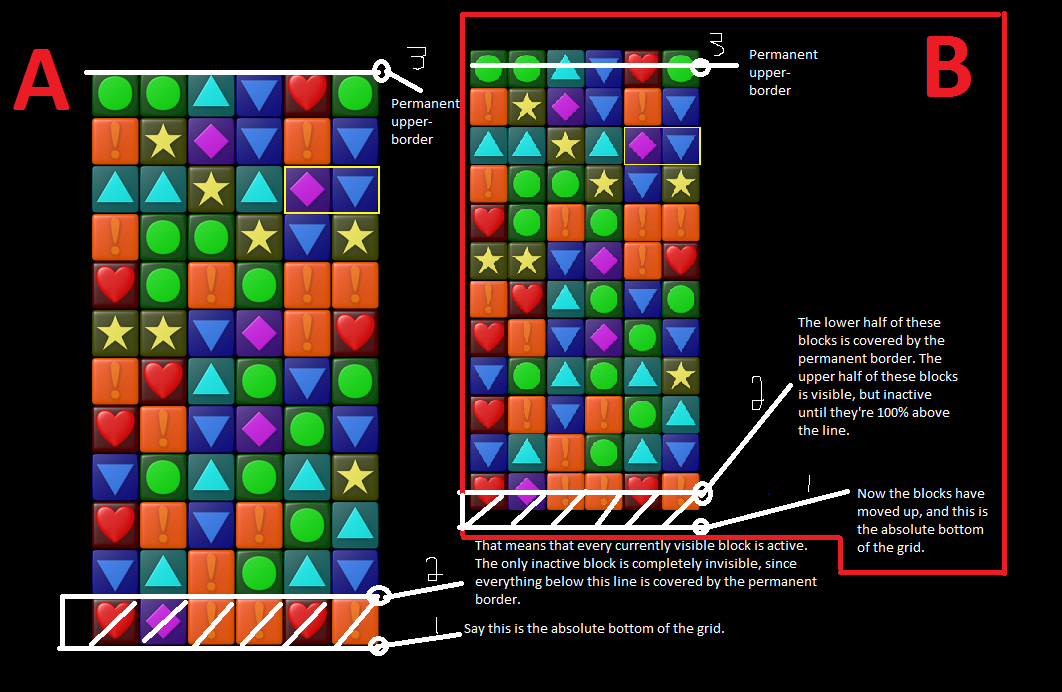 A
3
Permanent
upper-
border
2
That means that every currently visible block is active.
The only inactive block is completely invisible, since
everything below this line is covered by the permanent
border.
1
Say this is the absolute bottom of the grid.
B
3
Permanent
upper-
border
The lower half of these
blocks is covered by the
permanent border. The
upper half of these blocks
is visible, but inactive
until they're 100% above
the line.
2
1
Now the blocks have
moved up, and this is
the absolute bottom
of the grid.